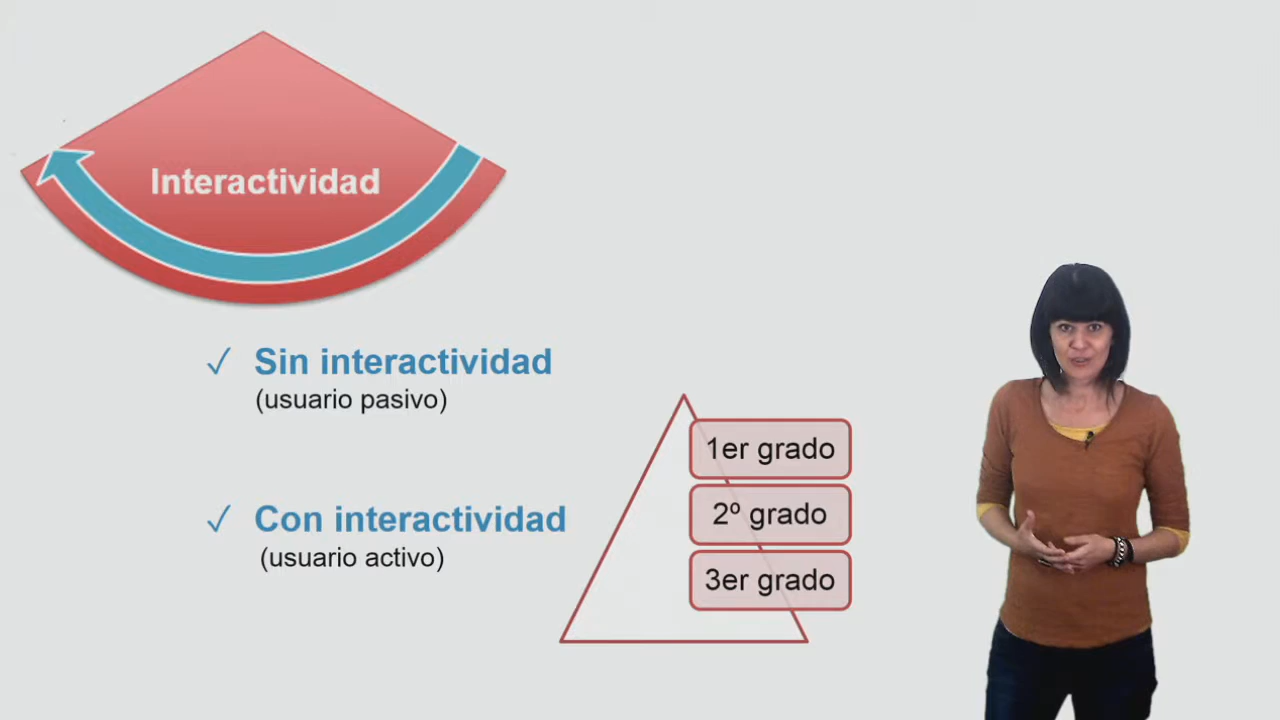 Interactividad
Sin interactividad
(usuario pasivo)
Con interactividad
(usuario activo)
1er grado
2º grado
3er grado